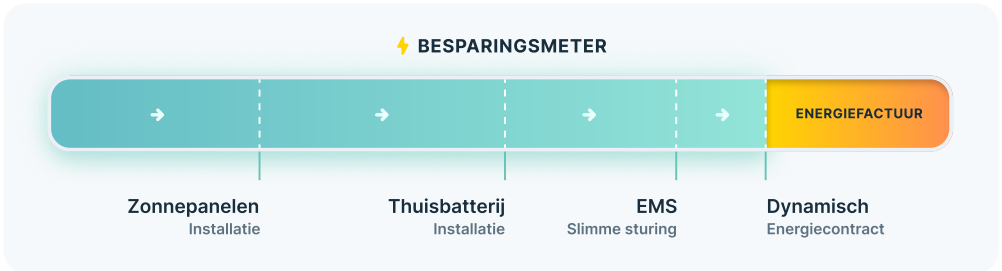 BESPARINGSMETER
ENERGIEFACTUUR
Zonnepanelen
Installatie
Thuisbatterij
Installatie
EMS
Slimme sturing
Dynamisch
Energiecontract